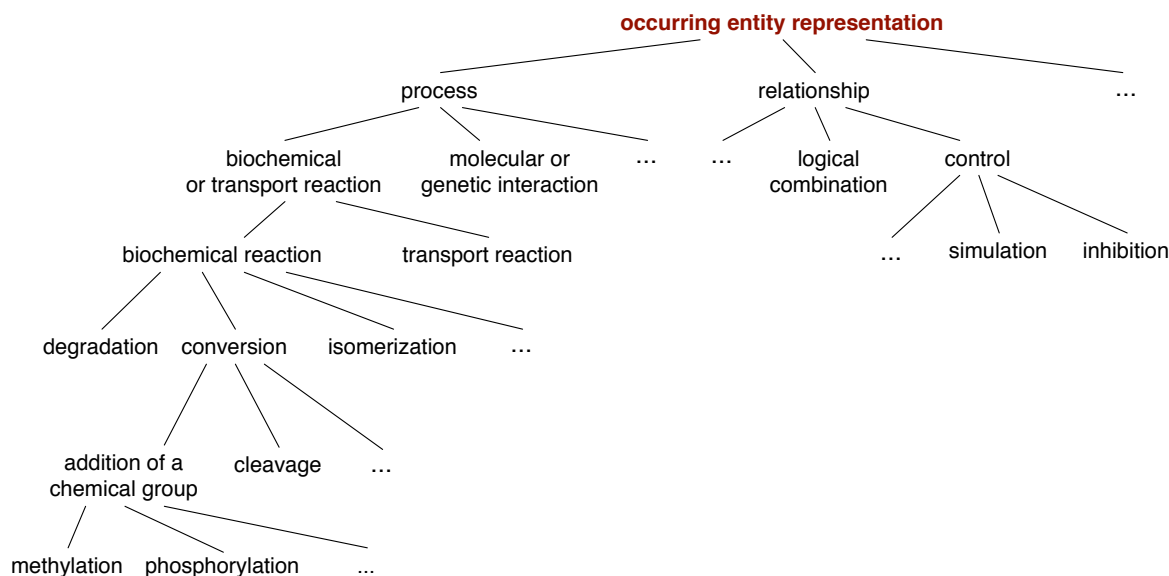 occurring entity representation
process
relationship
...
biochemical
or transport reaction
molecular or
genetic interaction
...
...
logical
combination
control
biochemical reaction
transport reaction
...
simulation
inhibition
degradation
conversion
isomerization
...
addition of a
chemical group
cleavage
...
methylation
phosphorylation
...